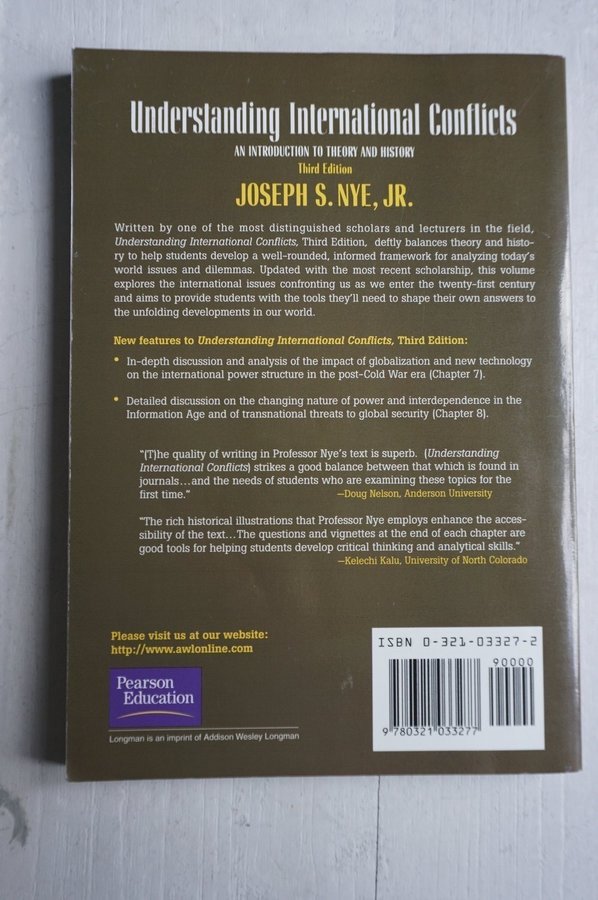 Understanding International Conflicts
AN INTRODUCTION TO THEORY AND HISTORY
Third Edition
JOSEPH S. NYE, JR.
Written by one of the most distinguished scholars and lecturers in the field,
Understanding International Conflicts, Third Edition, deftly balances theory and histo-
ry to help students develop a well-rounded, informed framework for analyzing today's
world issues and dilemmas. Updated with the most recent scholarship, this volume
explores the international issues confronting us as we enter the twenty-first century
and aims to provide students with the tools they'll need to shape their own answers to
the unfolding developments in our world.
New features to Understanding International Conflicts, Third Edition:
• In-depth discussion and analysis of the impact of globalization and new technology
on the international power structure in the post-Cold War era (Chapter 7).
• Detailed discussion on the changing nature of power and interdependence in the
Information Age and of transnational threats to global security (Chapter 8).
"(T)he quality of writing in Professor Nye's text is superb. (Understanding
International Conflicts) strikes a good balance between that which is found in
journals...and the needs of students who are examining these topics for the
first time."
—Doug Nelson, Anderson University
"The rich historical illustrations that Professor Nye employs enhance the acces-
sibility of the text...The questions and vignettes at the end of each chapter are
good tools for helping students develop critical thinking and analytical skills."
—Kelechi Kalu, University of North Colorado
Please visit us at our website:
http://www.awlonline.com
Pearson
Education
Longman is an imprint of Addison Wesley Longman
ISBN 0-321-03327-2
90000
9 780321 033277